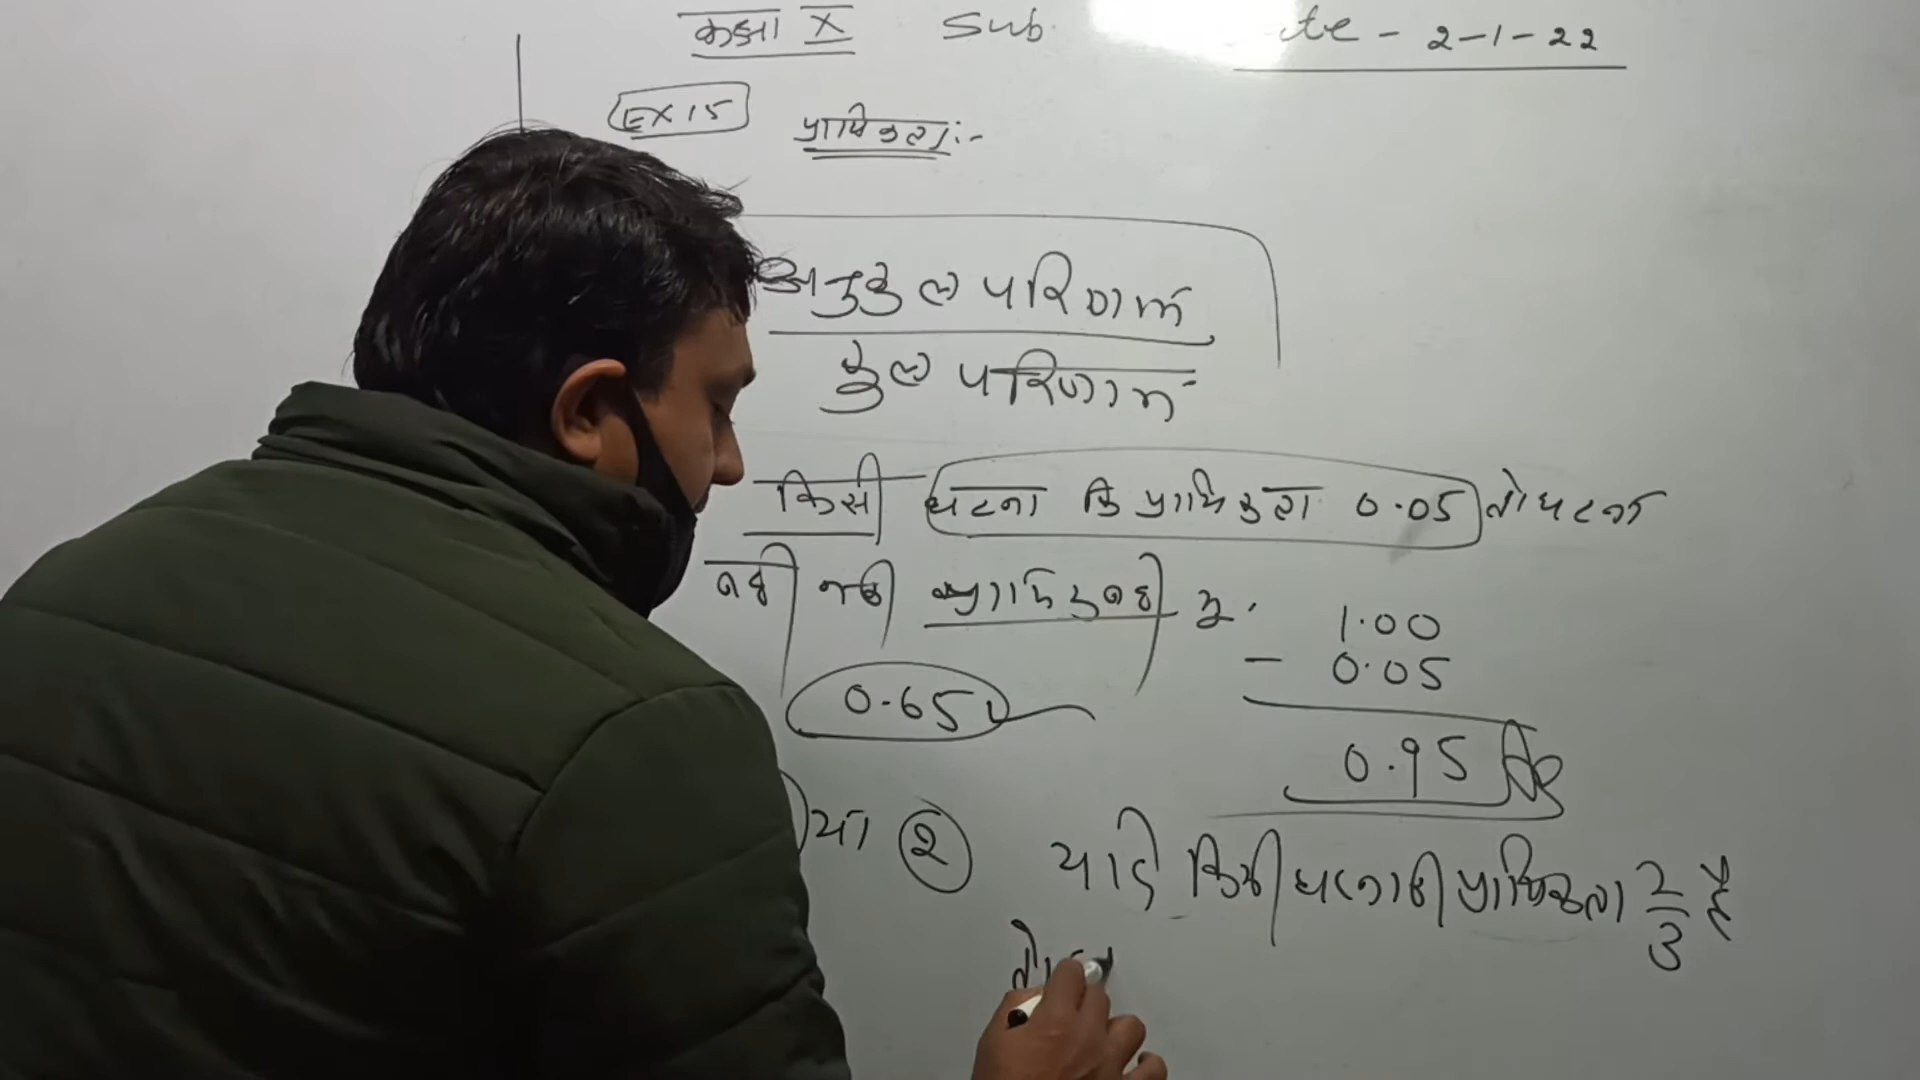 कक्षा X Sub. te - 2-1-22
EX 15 प्रायिकता:-
अनुकुल परिणाम
कुल परिणाम
किसी घटना कि प्रायिकता 0.05 तो घटना
नही
1.00
- 0.05
0.65
0.95
या 2 यदि किसी घटना की प्रायिकता 2/3 है
तो